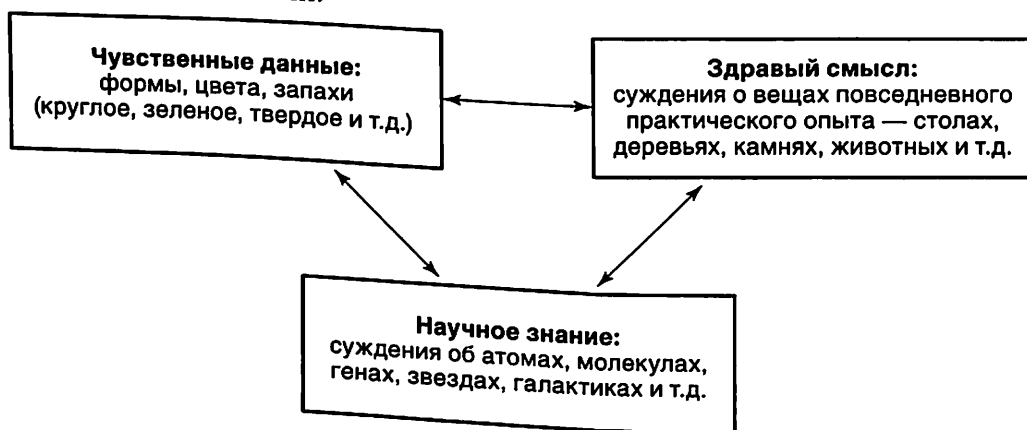 Чувственные данные:
формы, цвета, запахи
(круглое, зеленое, твердое и т.д.)
Здравый смысл:
суждения о вещах повседневного
практического опыта — столах,
деревьях, камнях, животных и т.д.
Научное знание:
суждения об атомах, молекулах,
генах, звездах, галактиках и т.д.